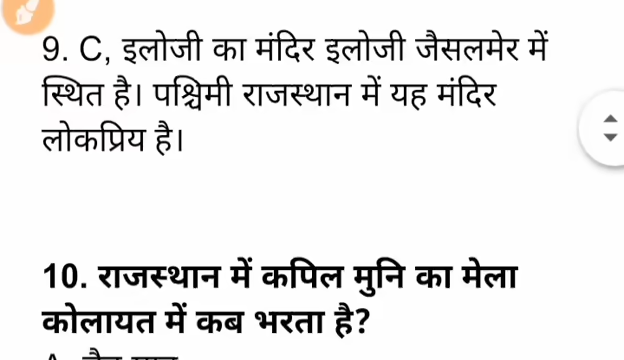 9. C, इलोजी का मंदिर इलोजी जैसलमेर में
स्थित है। पश्चिमी राजस्थान में यह मंदिर
लोकप्रिय है।
10. राजस्थान में कपिल मुनि का मेला
कोलायत में कब भरता है?